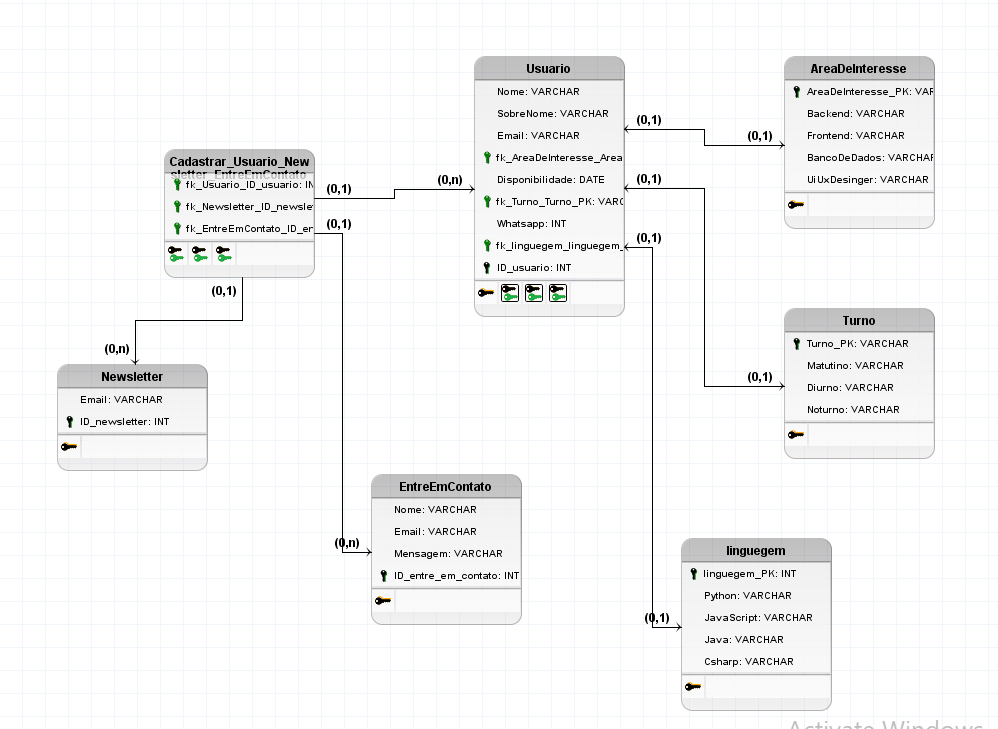 Usuario
Nome: VARCHAR
SobreNome: VARCHAR
Email: VARCHAR
fk_AreaDeInteresse_Area
Disponibilidade: DATE
fk_Turno_Turno_PK: VARC
Whatsapp: INT
fk_linguegem_linguegem_
ID_usuario: INT
AreaDeInteresse
AreaDeInteresse_PK: VAR
Backend: VARCHAR
Frontend: VARCHAR
BancoDeDados: VARCHAR
UiUxDesinger: VARCHAR
(0,1)
(0,1)
(0,1)
(0,1)
Cadastrar_Usuario_New
sletter_EntreEmContato
fk_Usuario_ID_usuario: IN
fk_Newsletter_ID_newsle
fk_EntreEmContato_ID_en
(0,1)
(0,n)
(0,1)
(0,1)
(0,n)
Newsletter
Email: VARCHAR
ID_newsletter: INT
Turno
Turno_PK: VARCHAR
Matutino: VARCHAR
Diurno: VARCHAR
Noturno: VARCHAR
(0,1)
EntreEmContato
Nome: VARCHAR
Email: VARCHAR
Mensagem: VARCHAR
ID_entre_em_contato: INT
(0,n)
linguegem
linguegem_PK: INT
Python: VARCHAR
JavaScript: VARCHAR
Java: VARCHAR
Csharp: VARCHAR
(0,1)
Activate Windows